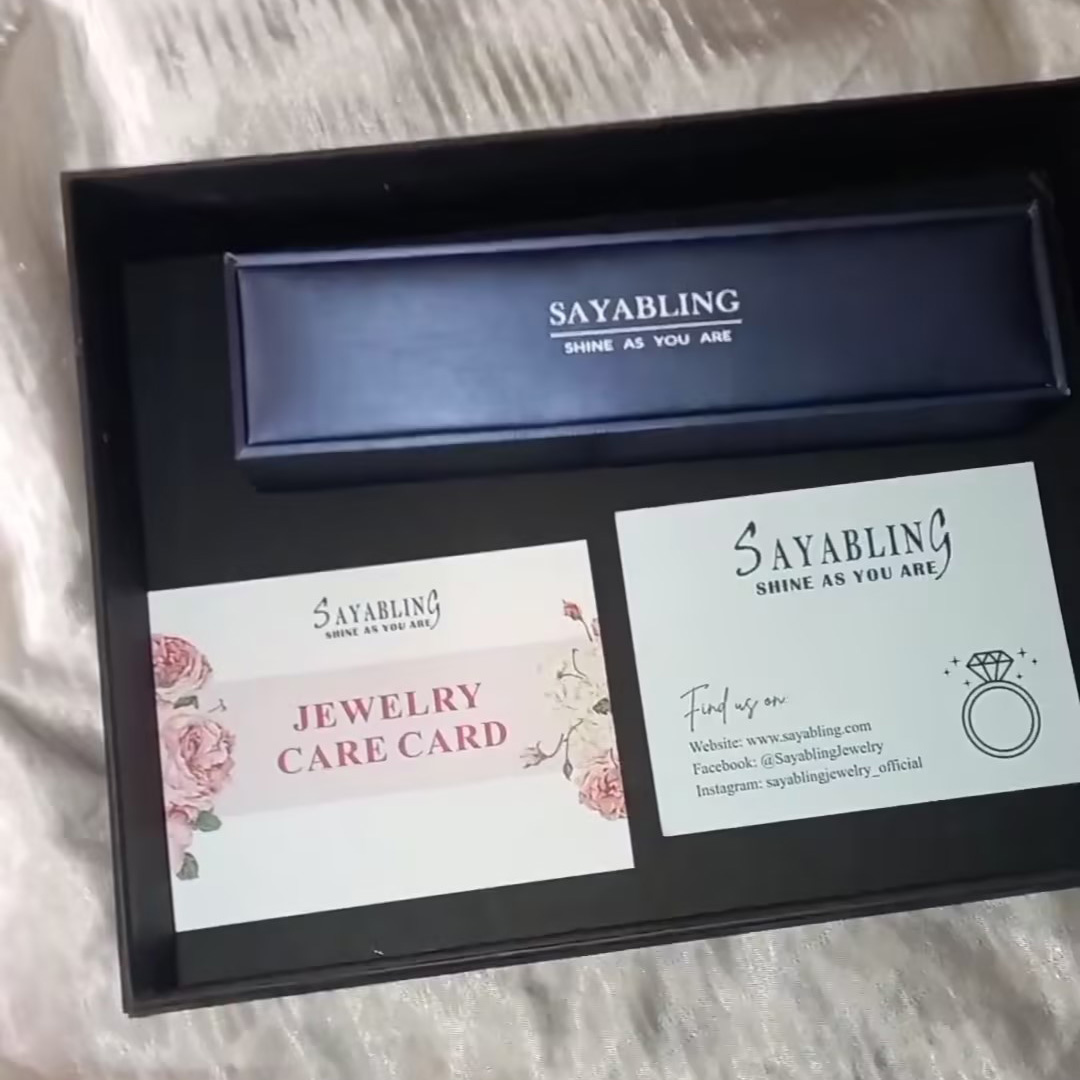 SAYABLING
SHINE AS YOU ARE
SAYABLING
SHINE AS YOU ARE
JEWELRY
CARE CARD
SAYABLING
SHINE AS YOU ARE
Find us on:
Website: www.sayabling.com
Facebook: @SayablingJewelry
Instagram: sayablingjewelry_official